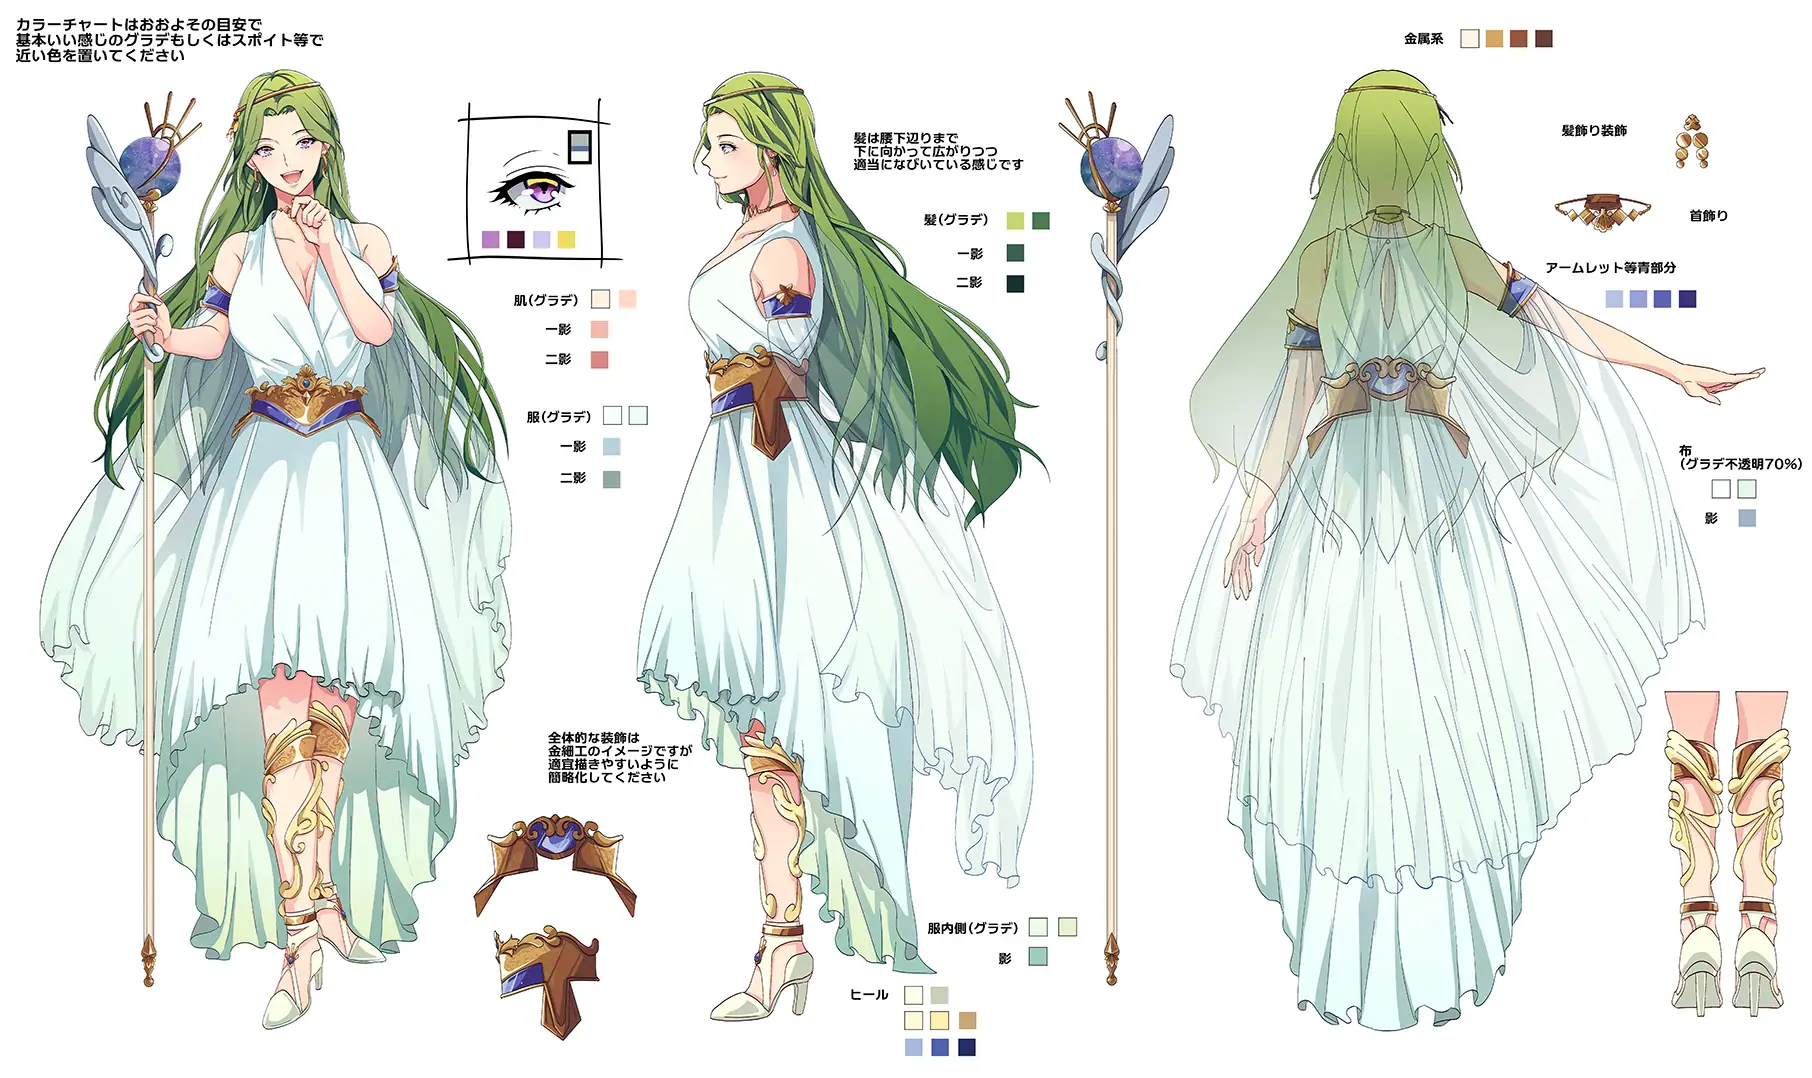 カラーチャートはおおよその目安で
基本いい感じのグラデもしくはスポイト等で
近い色を置いてください
金属系
髪飾り装飾
髪は腰下辺りまで
下に向かって広がりつつ
適当になびいている感じです
首飾り
髪(グラデ)
一影
二影
アームレット等青部分
肌(グラデ)
一影
二影
服(グラデ)
一影
二影
布
(グラデ不透明70%)
影
全体的な装飾は
金細工のイメージですが
適宜描きやすいように
簡略化してください
服内側(グラデ)
影
ヒール